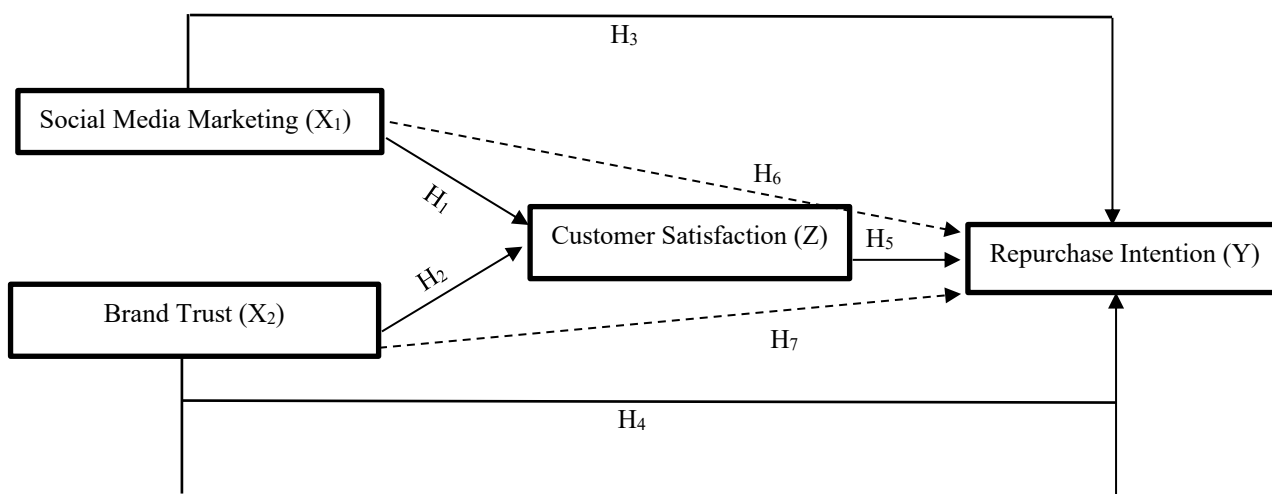 H₃
Social Media Marketing (X₁)
H₆
H₁
Customer Satisfaction (Z)
H₅
Repurchase Intention (Y)
H₂
Brand Trust (X₂)
H₇
H₄